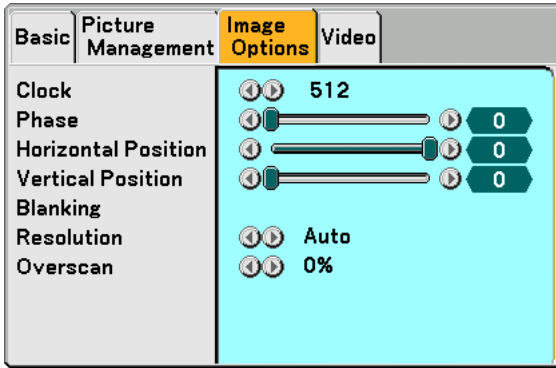 Basic
Picture
Management
Image
Options
Video
Clock 512
Phase 0
Horizontal Position 0
Vertical Position 0
Blanking
Resolution Auto
Overscan 0%